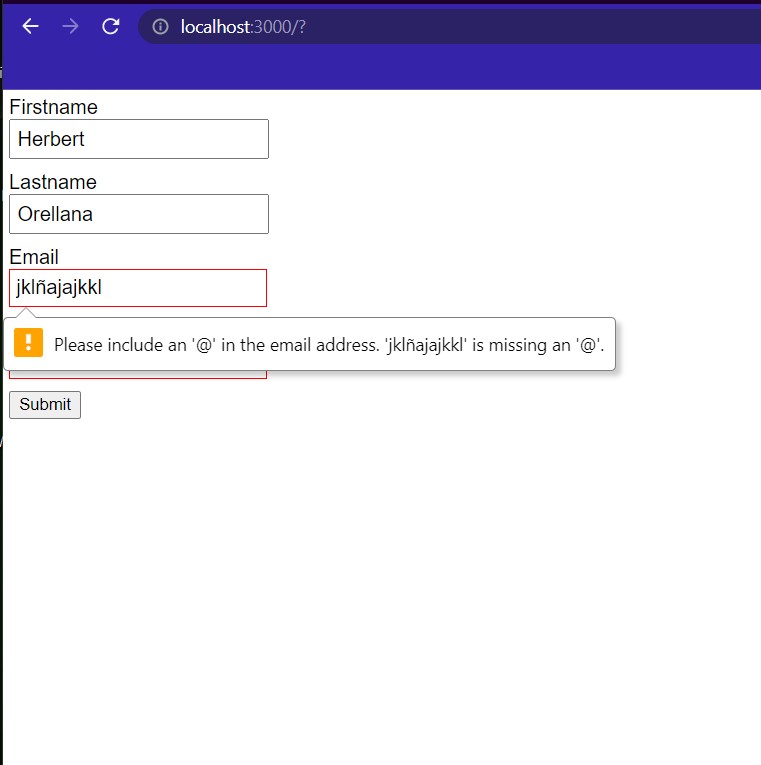 localhost:3000/?
Firstname
Herbert
Lastname
Orellana
Email
jklñajajkkl
Please include an '@' in the email address. 'jklñajajkkl' is missing an '@'.
Submit